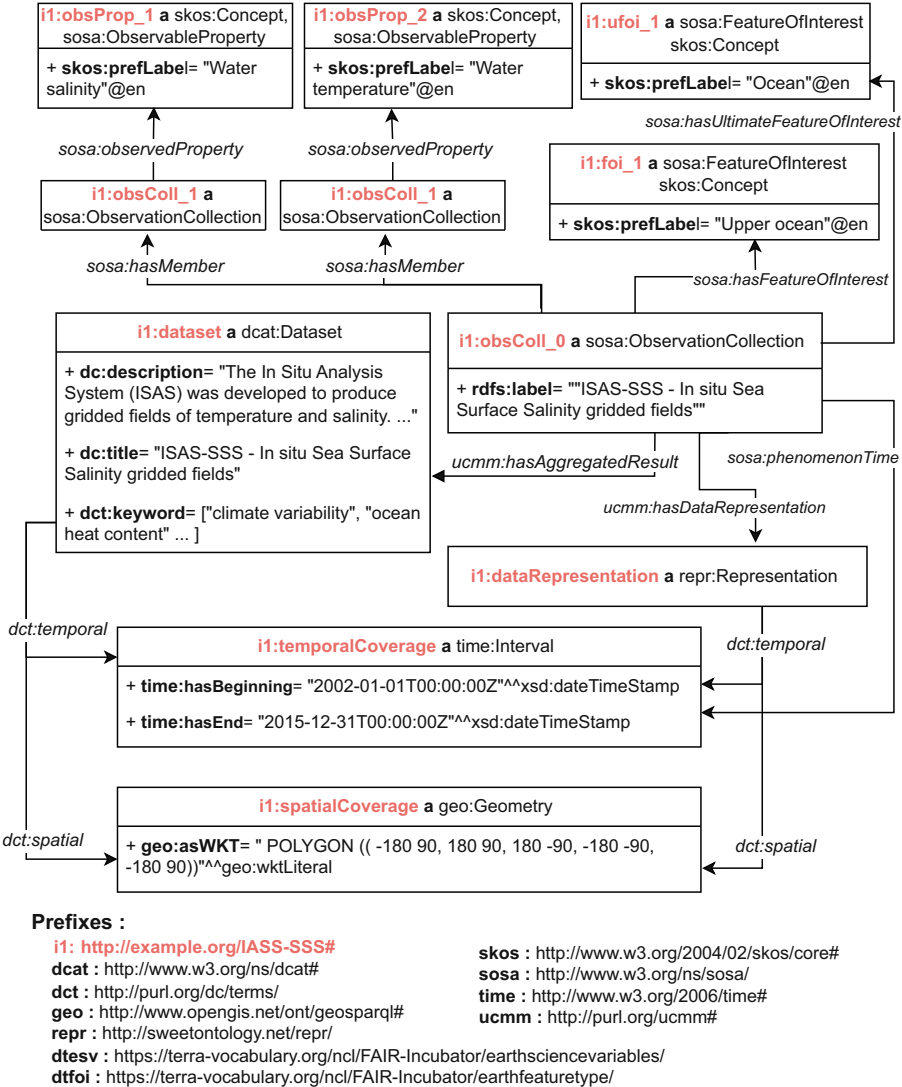 i1:obsProp_1 a skos:Concept,
sosa:ObservableProperty
+ skos:prefLabel= "Water
salinity"@en
i1:obsProp_2 a skos:Concept,
sosa:ObservableProperty
+ skos:prefLabel= "Water
temperature"@en
i1:ufoi_1 a sosa:FeatureOfInterest
skos:Concept
+ skos:prefLabel= "Ocean"@en
sosa:hasUltimateFeatureOfInterest
sosa:observedProperty
sosa:observedProperty
i1:foi_1 a sosa:FeatureOfInterest
skos:Concept
+ skos:prefLabel= "Upper ocean"@en
i1:obsColl_1 a
sosa:ObservationCollection
i1:obsColl_1 a
sosa:ObservationCollection
sosa:hasMember
sosa:hasMember
sosa:hasFeatureOfInterest
i1:dataset a dcat:Dataset
+ dc:description= "The In Situ Analysis
System (ISAS) was developed to produce
gridded fields of temperature and salinity. ..."
+ dc:title= "ISAS-SSS - In situ Sea Surface
Salinity gridded fields"
+ dct:keyword= ["climate variability", "ocean
heat content" ... ]
i1:obsColl_0 a sosa:ObservationCollection
+ rdfs:label= ""ISAS-SSS - In situ Sea
Surface Salinity gridded fields""
ucmm:hasAggregatedResult
sosa:phenomenonTime
ucmm:hasDataRepresentation
i1:dataRepresentation a repr:Representation
dct:temporal
dct:temporal
i1:temporalCoverage a time:Interval
+ time:hasBeginning= "2002-01-01T00:00:00Z"^^xsd:dateTimeStamp
+ time:hasEnd= "2015-12-31T00:00:00Z"^^xsd:dateTimeStamp
i1:spatialCoverage a geo:Geometry
+ geo:asWKT= " POLYGON (( -180 90, 180 90, 180 -90, -180 -90,
-180 90))"^^geo:wktLiteral
dct:spatial
dct:spatial
Prefixes :
i1: http://example.org/IASS-SSS#
dcat : http://www.w3.org/ns/dcat#
dct : http://purl.org/dc/terms/
geo : http://www.opengis.net/ont/geosparql#
repr : http://sweetontology.net/repr/
dtesv : https://terra-vocabulary.org/ncl/FAIR-Incubator/earthsciencevariables/
dtfoi : https://terra-vocabulary.org/ncl/FAIR-Incubator/earthfeaturetype/
skos : http://www.w3.org/2004/02/skos/core#
sosa : http://www.w3.org/ns/sosa/
time : http://www.w3.org/2006/time#
ucmm : http://purl.org/ucmm#